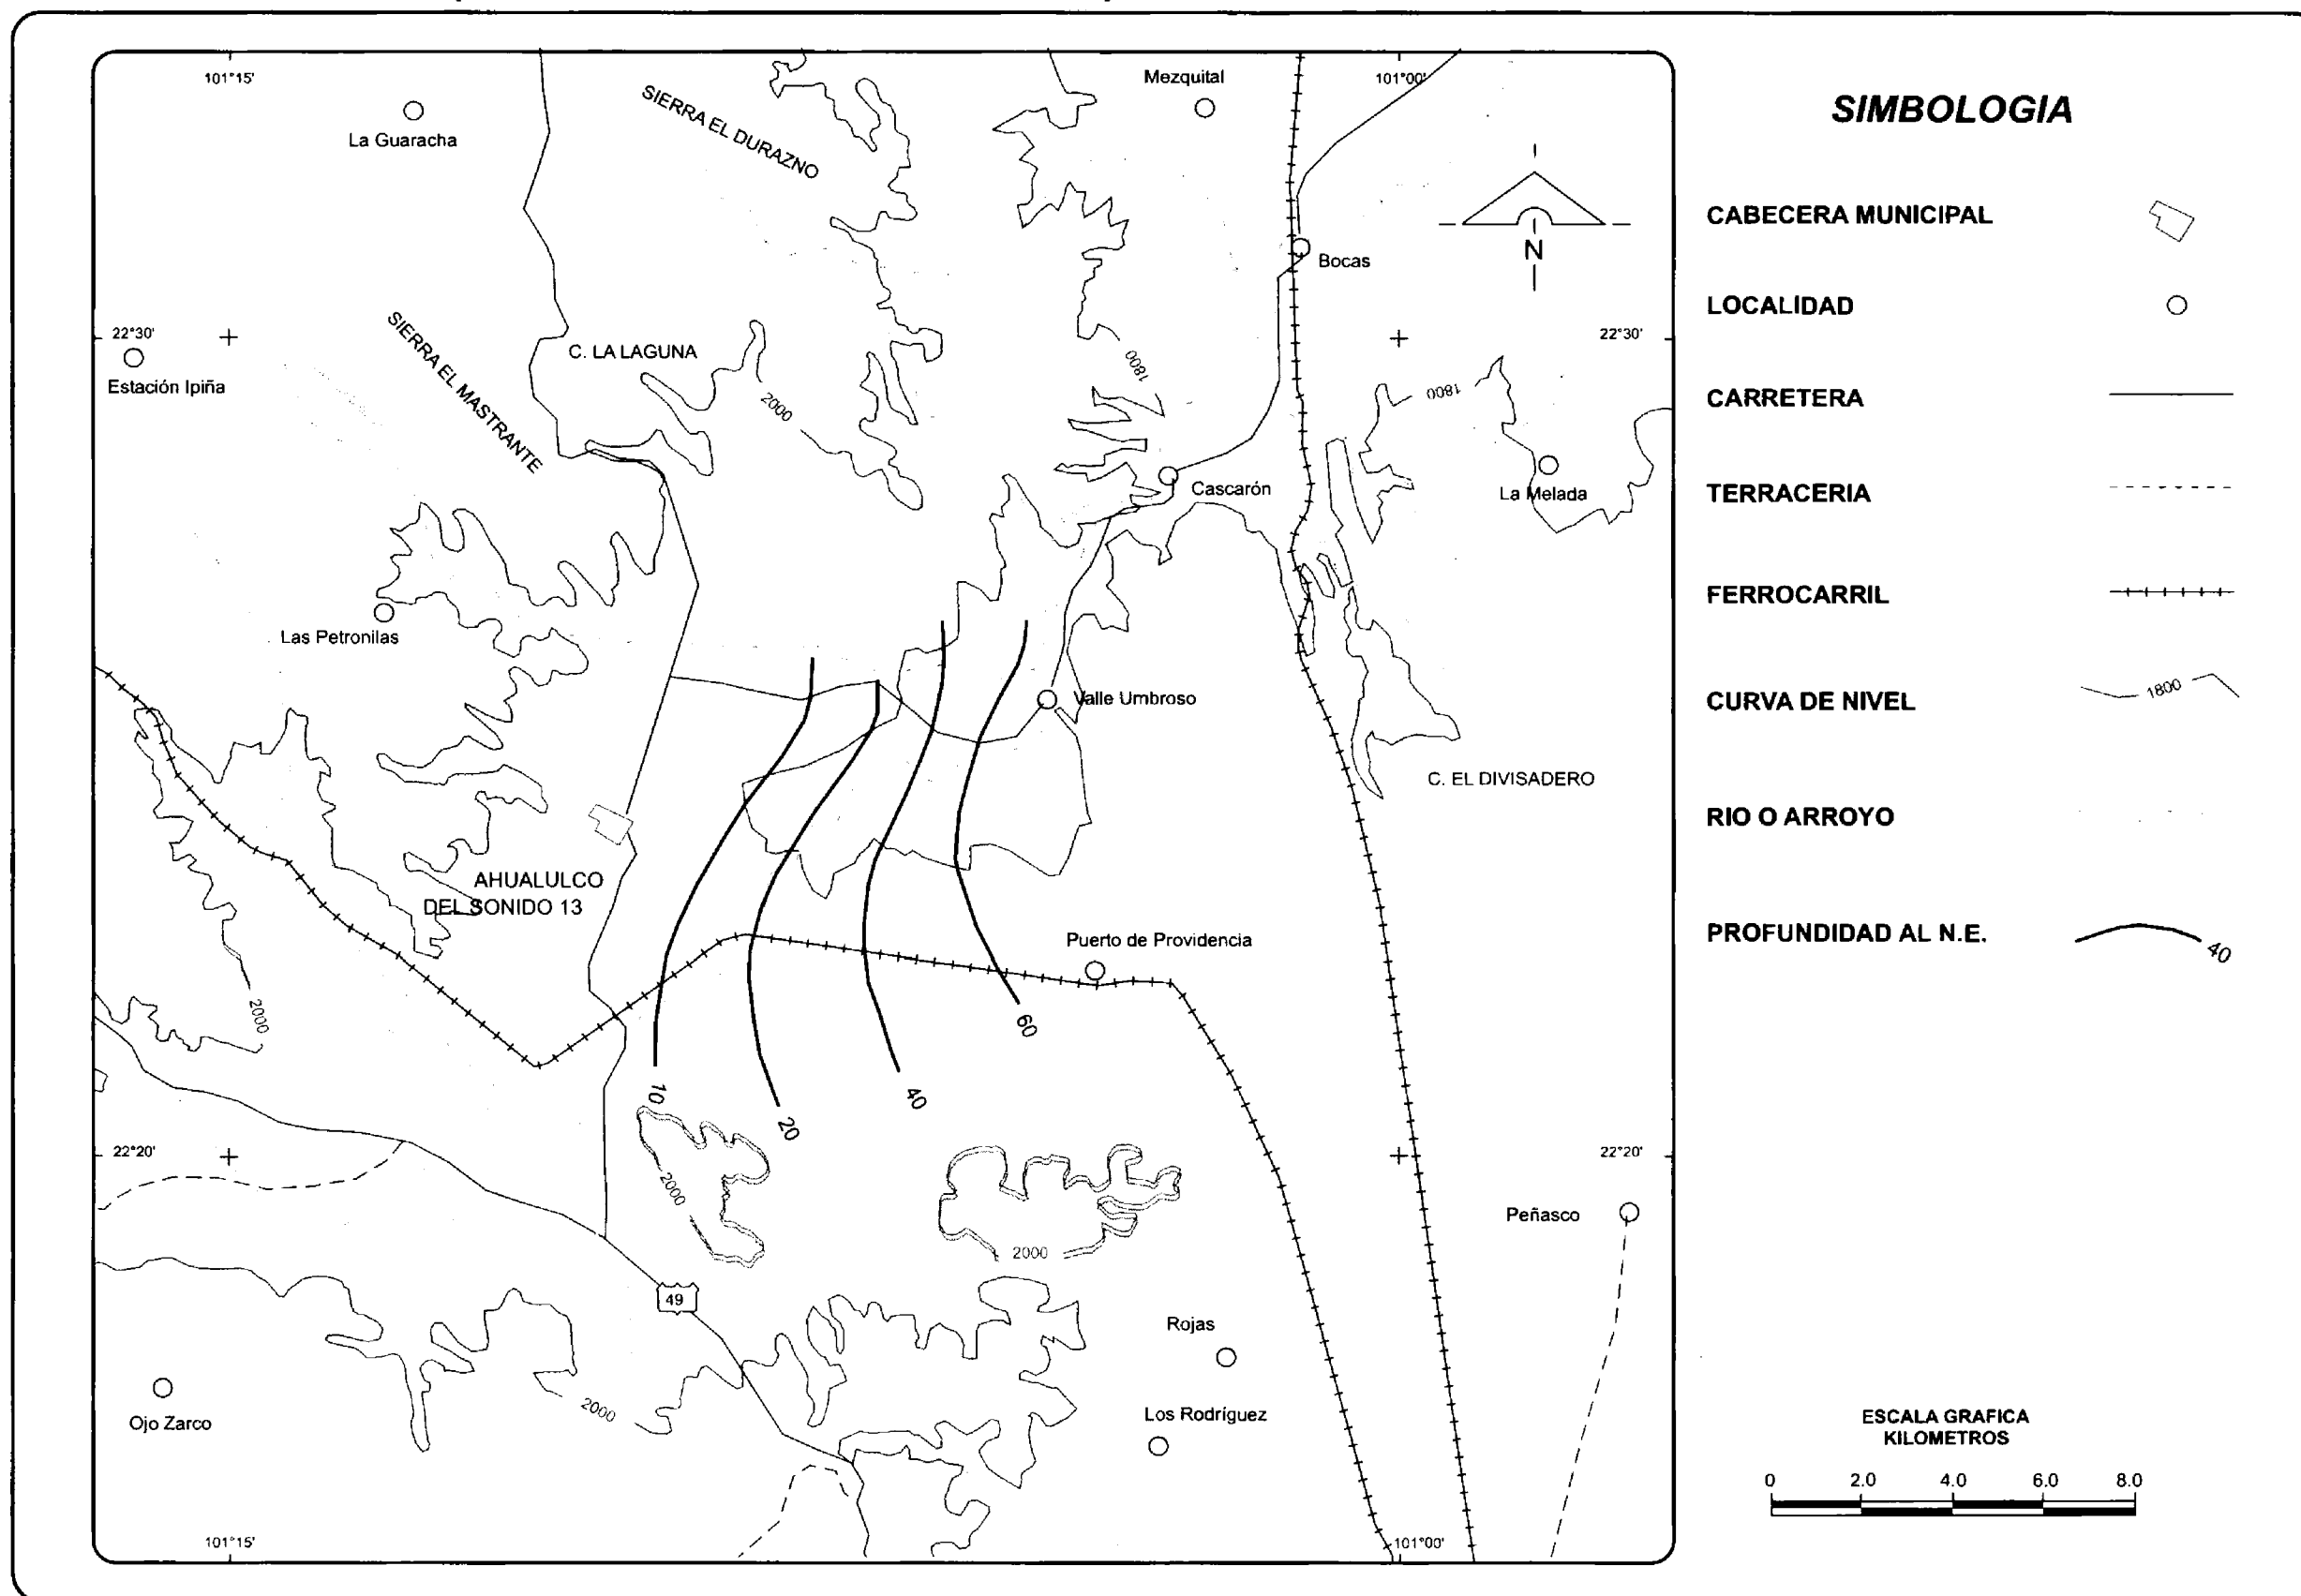 101°15'
Mezquital
101°00'
La Guaracha
SIERRA EL DURAZNO
Bocas
N
22°30'
22°30'
Estación Ipiña
C. LA LAGUNA
SIERRA EL MASTRANTE
2000
1800
1800
Cascarón
La Melada
Las Petronilas
Valle Umbroso
C. EL DIVISADERO
AHUALULCO
DEL SONIDO 13
Puerto de Providencia
2000
60
10
40
20
22°20'
22°20'
2000
Peñasco
2000
49
Rojas
Ojo Zarco
2000
Los Rodríguez
101°15'
101°00'
SIMBOLOGIA
CABECERA MUNICIPAL
LOCALIDAD
CARRETERA
TERRACERIA
FERROCARRIL
CURVA DE NIVEL
1800
RIO O ARROYO
PROFUNDIDAD AL N.E.
40
ESCALA GRAFICA
KILOMETROS
0 2.0 4.0 6.0 8.0